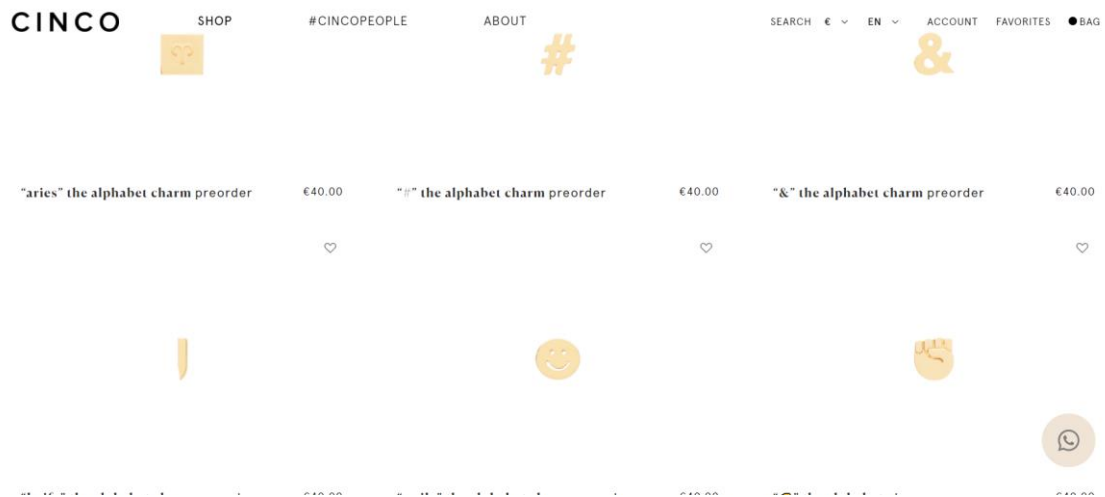 CINCO SHOP #CINCOPEOPLE ABOUT SEARCH € EN ACCOUNT FAVORITES BAG
#
&
“aries” the alphabet charm preorder €40.00
“#” the alphabet charm preorder €40.00
“&” the alphabet charm preorder €40.00